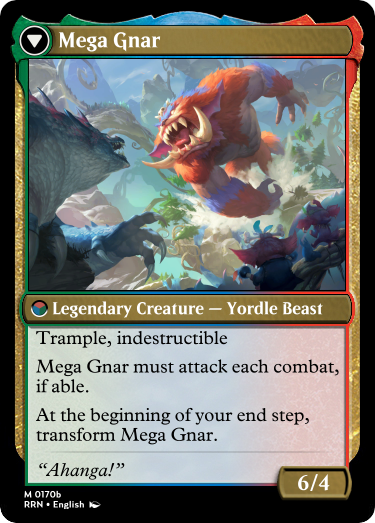 Mega Gnar
Legendary Creature — Yordle Beast
Trample, indestructible
Mega Gnar must attack each combat,
if able.
At the beginning of your end step,
transform Mega Gnar.
“Ahanga!”
6/4
M 0170b
RRN • English